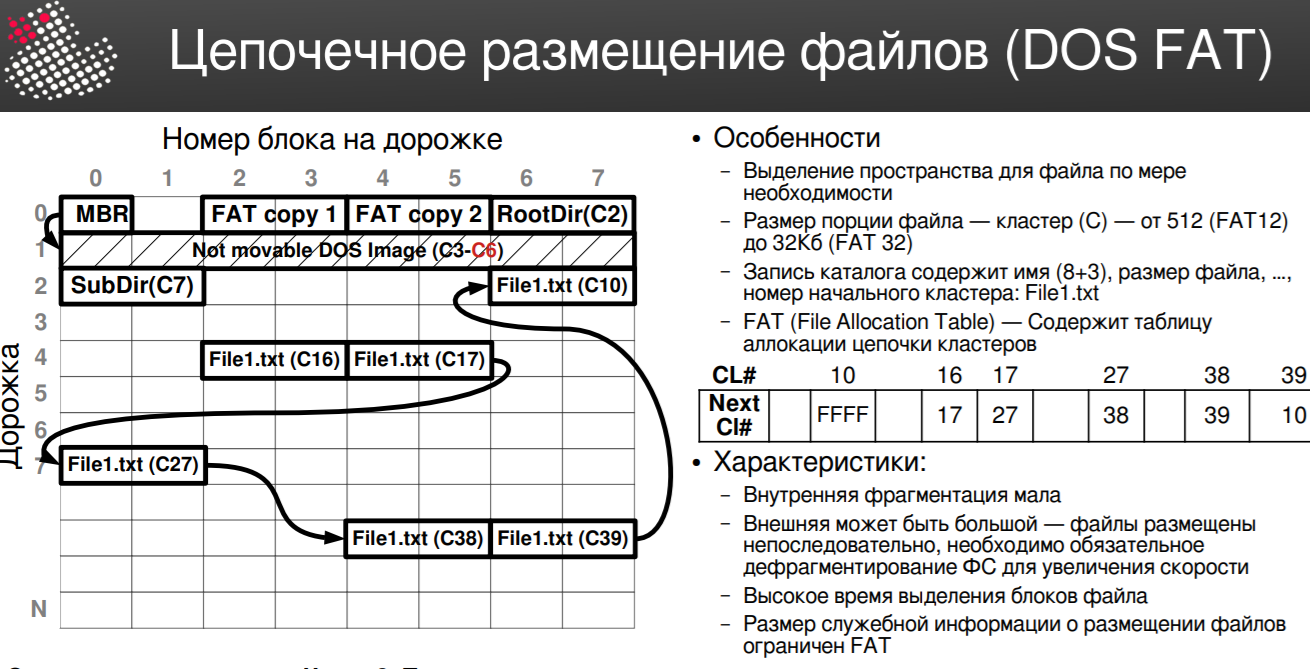 Цепочечное размещение файлов (DOS FAT)
Номер блока на дорожке
0 1 2 3 4 5 6 7
Дорожка
0 MBR FAT copy 1 FAT copy 2 RootDir(C2)
1 Not movable DOS Image (C3-C6)
2 SubDir(C7) File1.txt (C10)
3
4 File1.txt (C16) File1.txt (C17)
5
6
7 File1.txt (C27)
File1.txt (C38) File1.txt (C39)
N
• Особенности
– Выделение пространства для файла по мере
необходимости
– Размер порции файла — кластер (С) — от 512 (FAT12)
до 32Кб (FAT 32)
– Запись каталога содержит имя (8+3), размер файла, ...,
номер начального кластера: File1.txt
– FAT (File Allocation Table) — Содержит таблицу
аллокации цепочки кластеров
CL# 10 16 17 27 38 39
Next
Cl# FFFF 17 27 38 39 10
• Характеристики:
– Внутренняя фрагментация мала
– Внешняя может быть большой — файлы размещены
непоследовательно, необходимо обязательное
дефрагментирование ФС для увеличения скорости
– Высокое время выделения блоков файла
– Размер служебной информации о размещении файлов
ограничен FAT